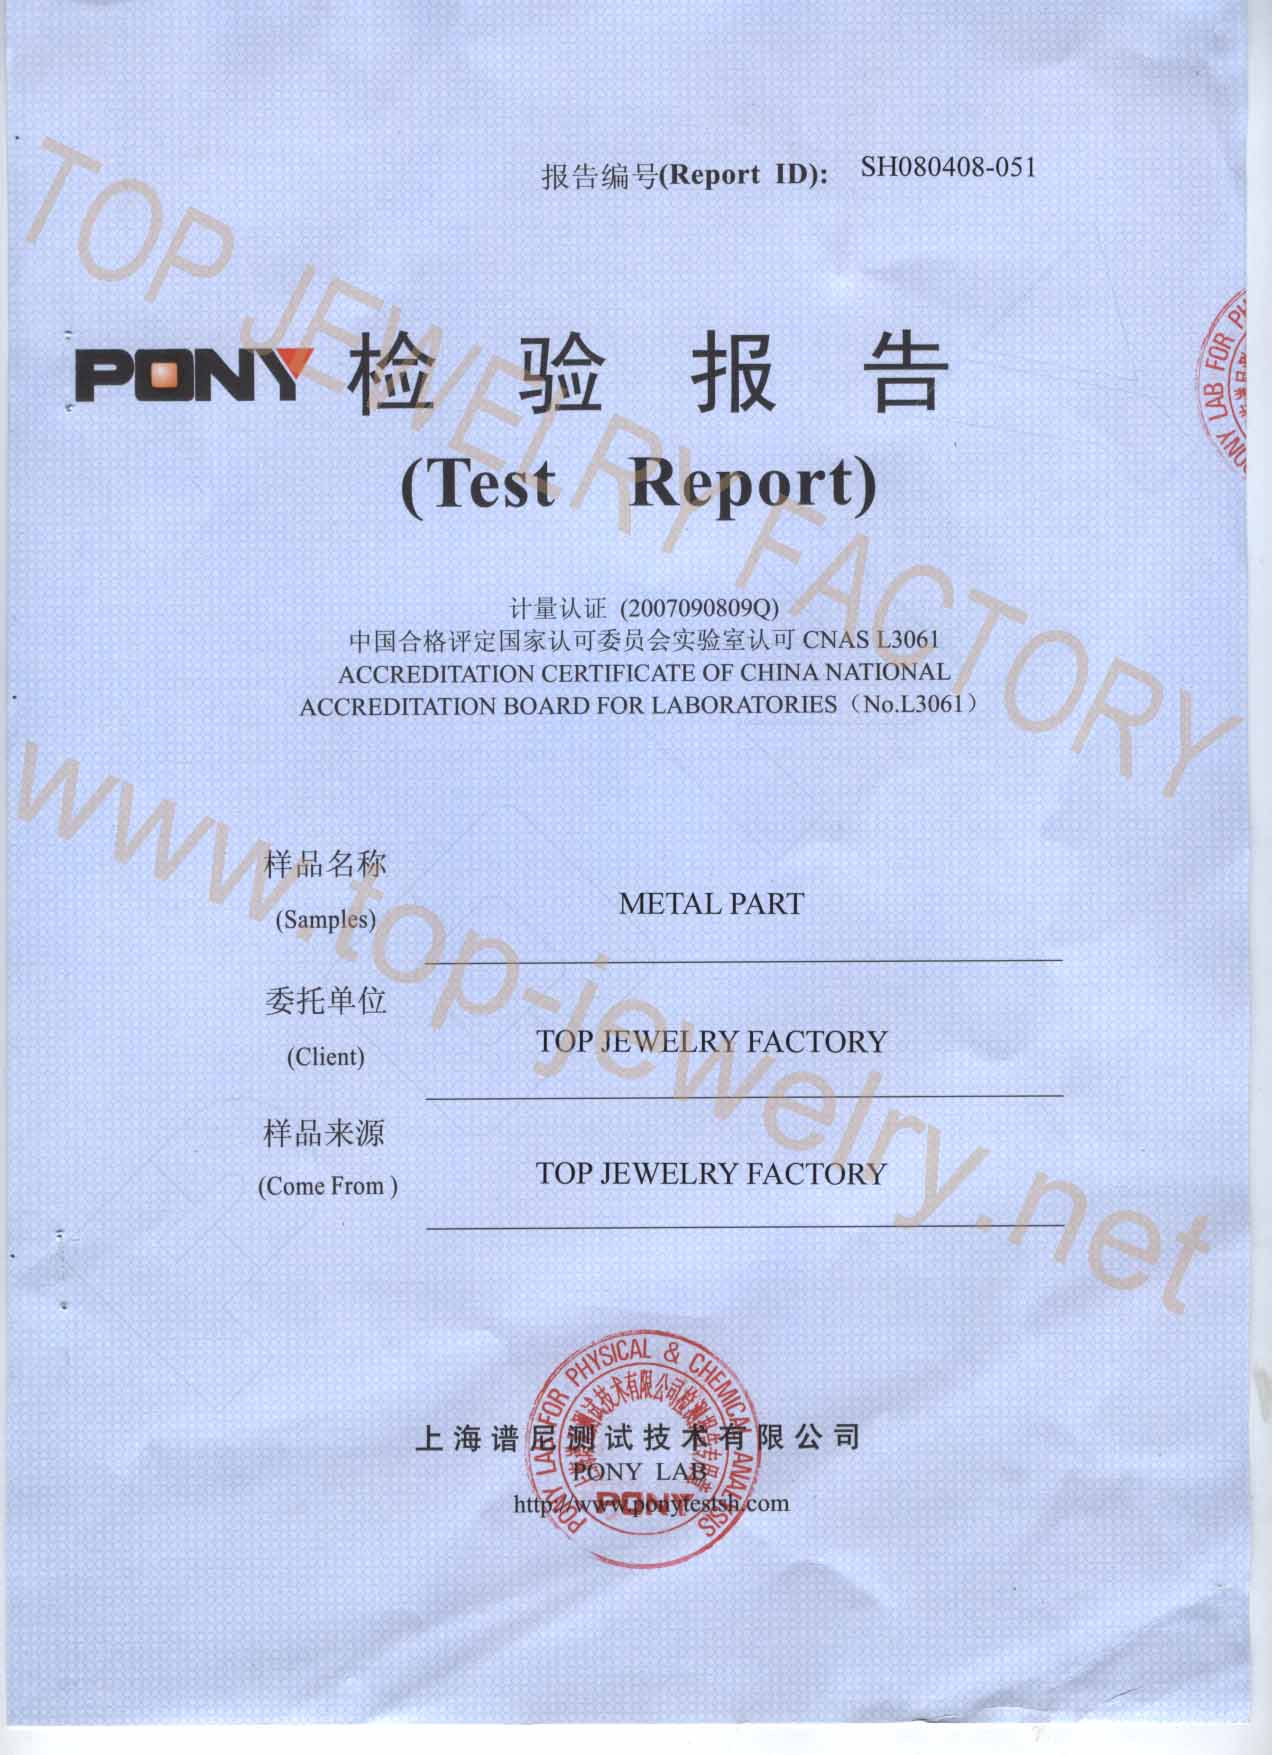 报告编号(Report ID): SH080408-051
PONY 检验报告
(Test Report)
计量认证 (2007090809Q)
中国合格评定国家认可委员会实验室认可 CNAS L3061
ACCREDITATION CERTIFICATE OF CHINA NATIONAL
ACCREDITATION BOARD FOR LABORATORIES（No.L3061）
样品名称
(Samples)
METAL PART
委托单位
(Client)
TOP JEWELRY FACTORY
样品来源
(Come From )
TOP JEWELRY FACTORY
上海谱尼测试技术有限公司
PONY LAB
http://www.ponytestsh.com
PONY LAB FOR PHYSICAL & CHEMICAL ANALYSIS
PONY
TOP JEWELRY FACTORY
www.top-jewelry.net